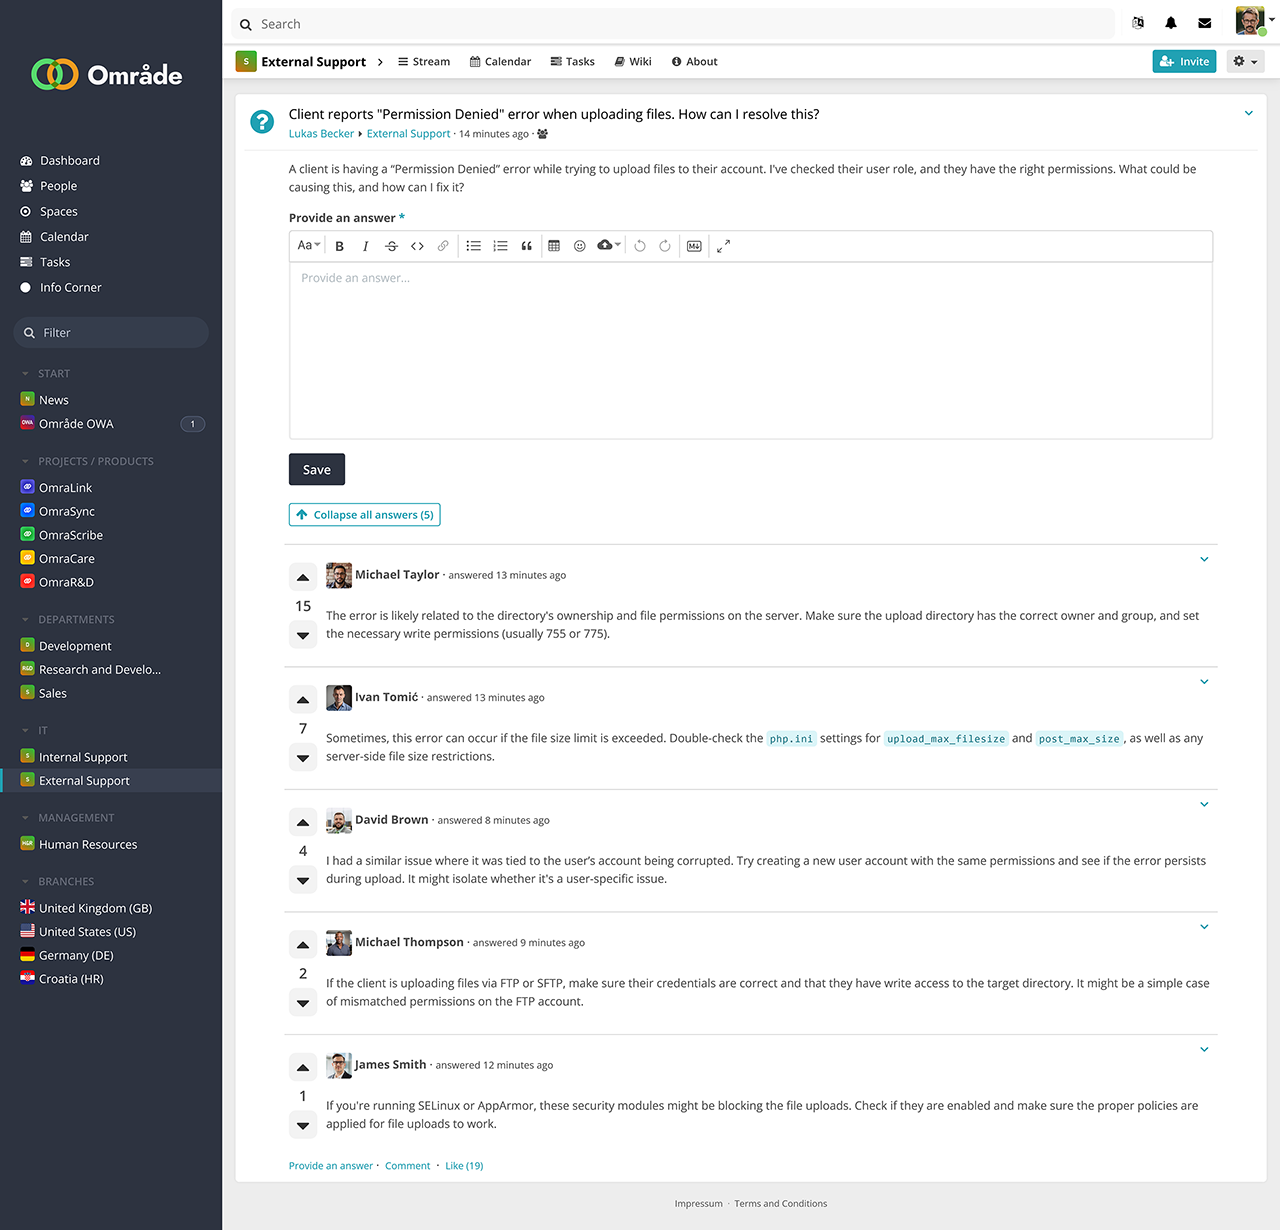 Område
Dashboard
People
Spaces
Calendar
Tasks
Info Corner
Filter
START
N News
OWA Område OWA 1
PROJECTS / PRODUCTS
OmraLink
OmraSync
OmraScribe
OmraCare
OmraR&D
DEPARTMENTS
D Development
R&D Research and Develo...
S Sales
IT
S Internal Support
S External Support
MANAGEMENT
Human Resources
BRANCHES
United Kingdom (GB)
United States (US)
Germany (DE)
Croatia (HR)
Search
S External Support Stream Calendar Tasks Wiki About Invite
Client reports "Permission Denied" error when uploading files. How can I resolve this?
Lukas Becker External Support · 14 minutes ago ·
A client is having a “Permission Denied” error while trying to upload files to their account. I've checked their user role, and they have the right permissions. What could be
causing this, and how can I fix it?
Provide an answer *
Aa B I S <> M
Provide an answer...
Save
Collapse all answers (5)
Michael Taylor · answered 13 minutes ago
15
The error is likely related to the directory's ownership and file permissions on the server. Make sure the upload directory has the correct owner and group, and set
the necessary write permissions (usually 755 or 775).
Ivan Tomić · answered 13 minutes ago
7
Sometimes, this error can occur if the file size limit is exceeded. Double-check the php.ini settings for upload_max_filesize and post_max_size, as well as any
server-side file size restrictions.
David Brown · answered 8 minutes ago
4
I had a similar issue where it was tied to the user’s account being corrupted. Try creating a new user account with the same permissions and see if the error persists
during upload. It might isolate whether it's a user-specific issue.
Michael Thompson · answered 9 minutes ago
2
If the client is uploading files via FTP or SFTP, make sure their credentials are correct and that they have write access to the target directory. It might be a simple case
of mismatched permissions on the FTP account.
James Smith · answered 12 minutes ago
1
If you're running SELinux or AppArmor, these security modules might be blocking the file uploads. Check if they are enabled and make sure the proper policies are
applied for file uploads to work.
Provide an answer · Comment · Like (19)
Impressum · Terms and Conditions